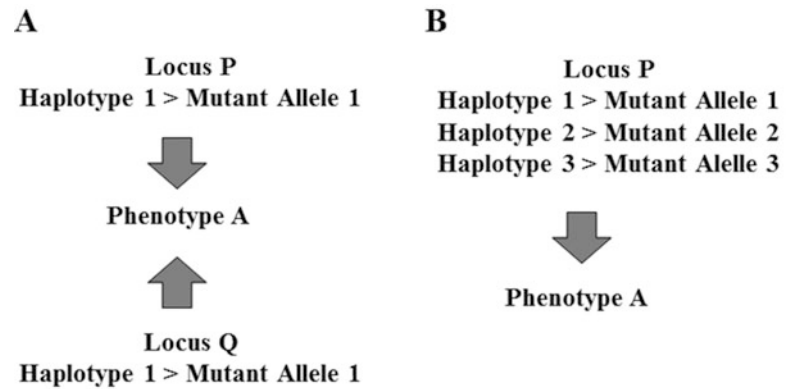 A
Locus P
Haplotype 1 > Mutant Allele 1
Phenotype A
Locus Q
Haplotype 1 > Mutant Allele 1
B
Locus P
Haplotype 1 > Mutant Allele 1
Haplotype 2 > Mutant Allele 2
Haplotype 3 > Mutant Alelle 3
Phenotype A